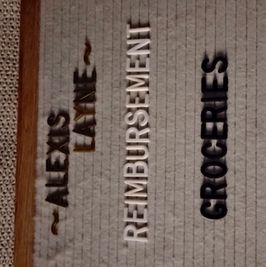 ~ALEXIS
LAYNE~
REIMBURSEMENT
GROCERIES